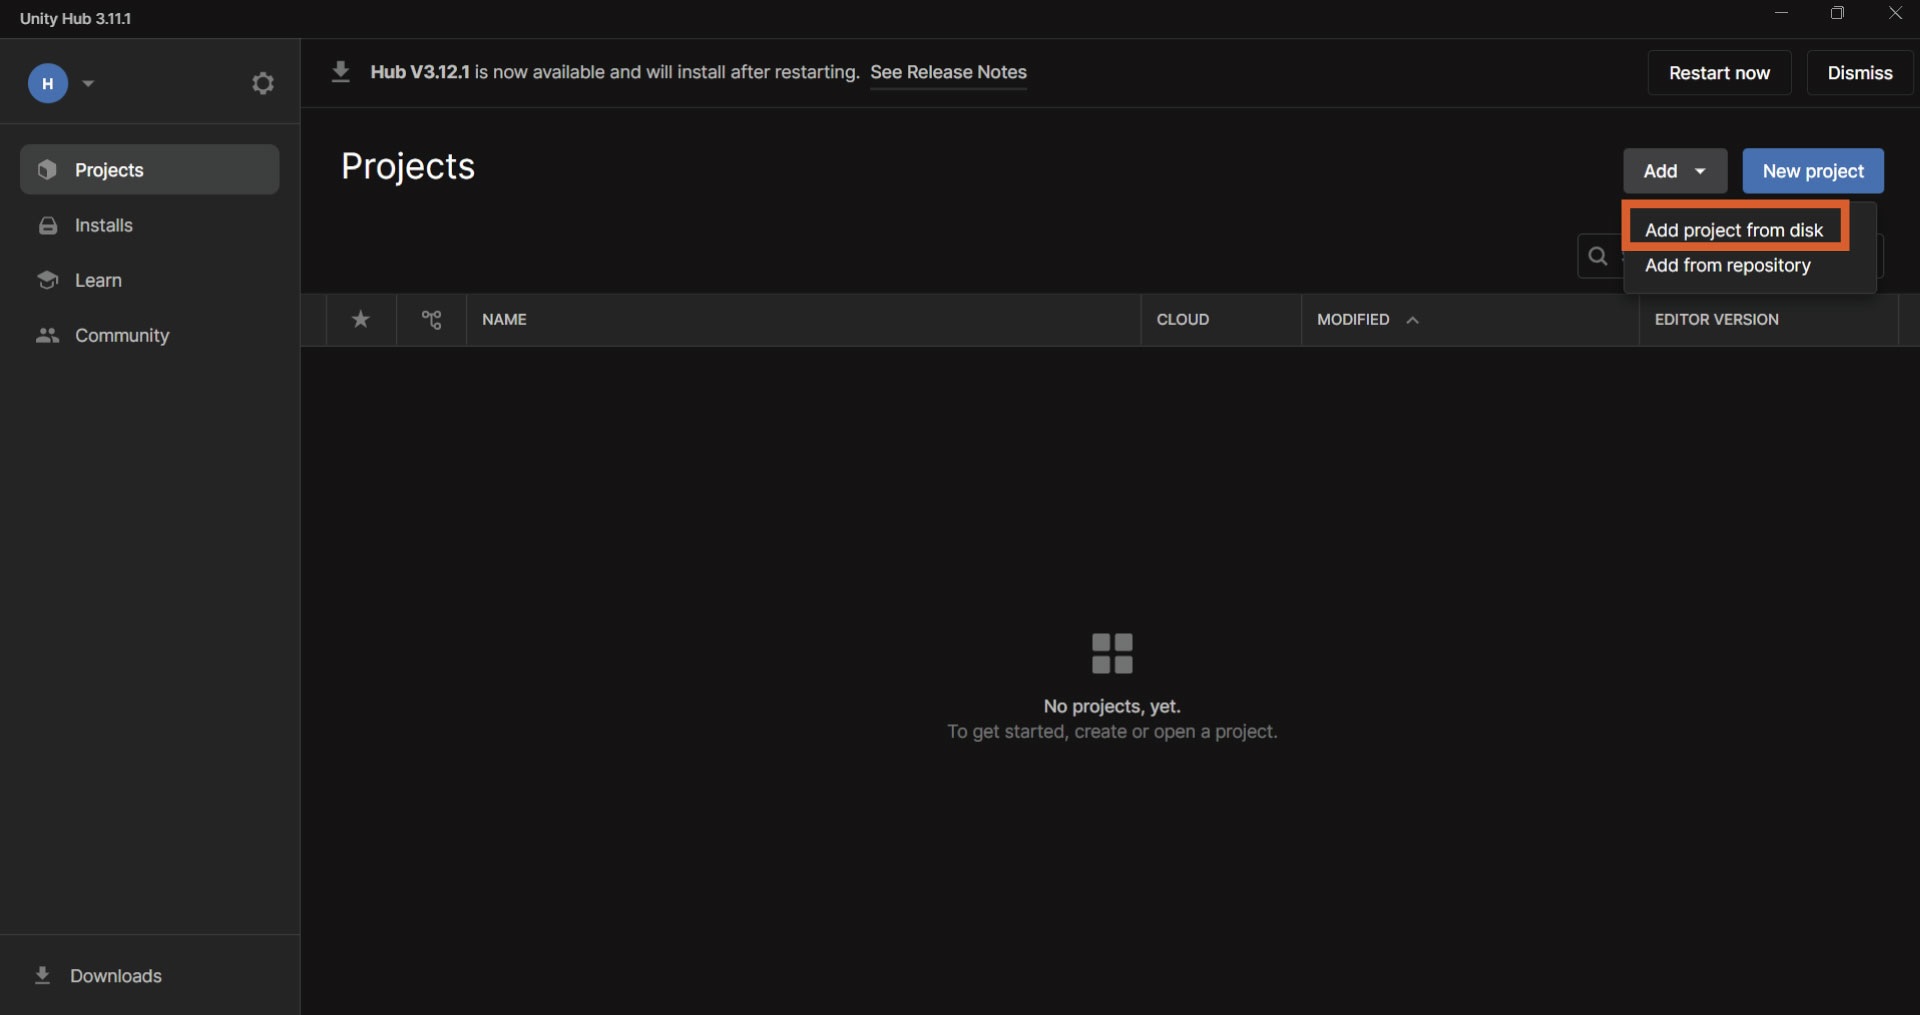 Unity Hub 3.11.1
H
Hub V3.12.1 is now available and will install after restarting. See Release Notes
Restart now
Dismiss
Projects
Installs
Learn
Community
Projects
Add
New project
Add project from disk
Add from repository
NAME
CLOUD
MODIFIED
EDITOR VERSION
No projects, yet.
To get started, create or open a project.
Downloads